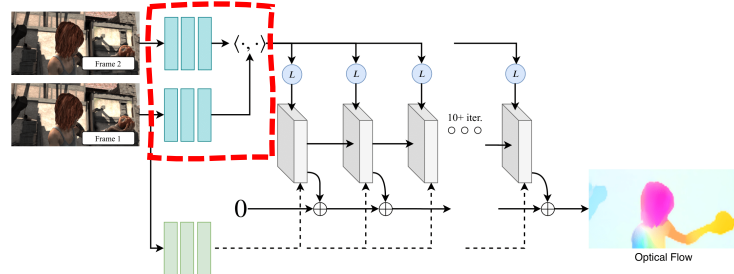 Frame 2
⟨·, ·⟩
L
L
L
L
Frame 1
10+ iter.
0
Optical Flow